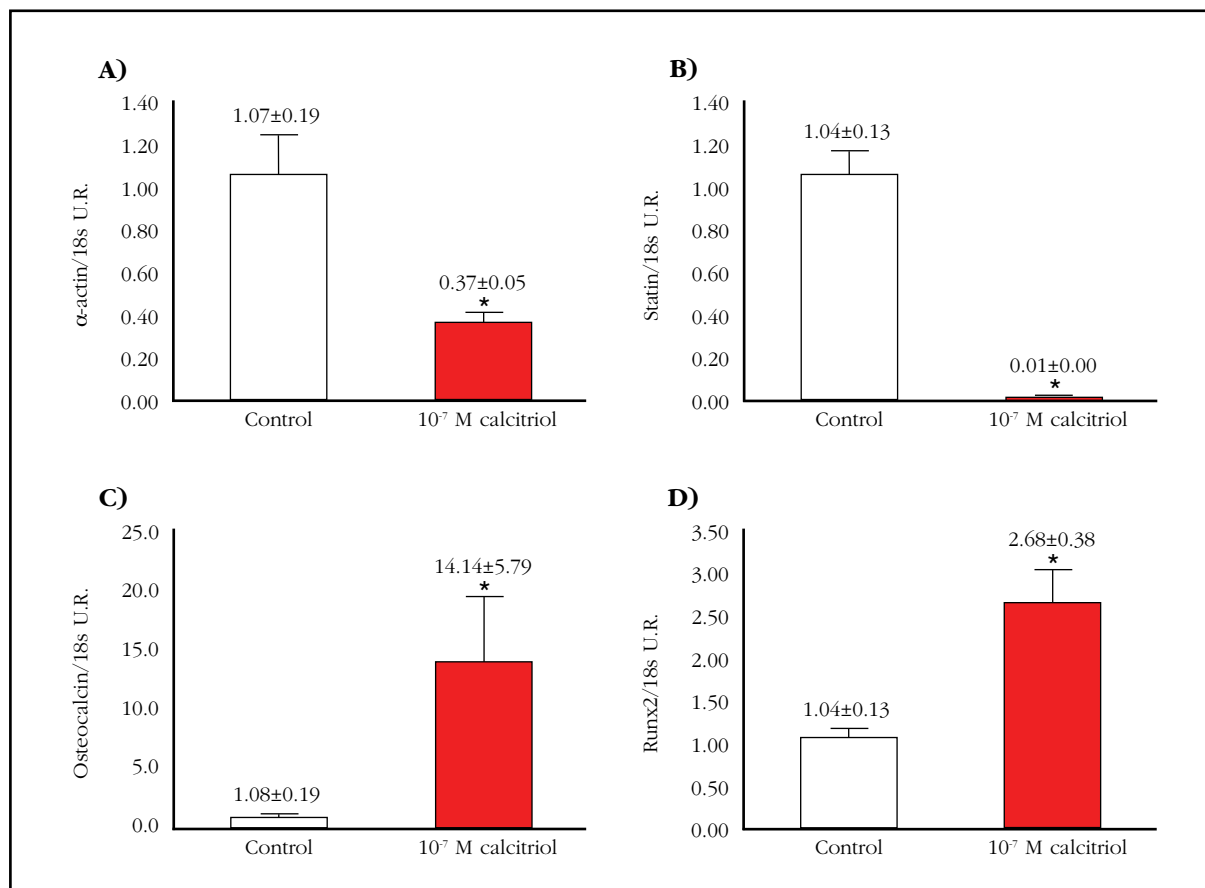 A)
α-actin/18s U.R.
1.40
1.20
1.00
0.80
0.60
0.40
0.20
0.00
1.07±0.19
0.37±0.05
*
Control
10⁻⁷ M calcitriol
B)
Statin/18s U.R.
1.40
1.20
1.00
0.80
0.60
0.40
0.20
0.00
1.04±0.13
0.01±0.00
*
Control
10⁻⁷ M calcitriol
C)
Osteocalcin/18s U.R.
25.0
20.0
15.0
10.0
5.0
0.0
1.08±0.19
14.14±5.79
*
Control
10⁻⁷ M calcitriol
D)
Runx2/18s U.R.
3.50
3.00
2.50
2.00
1.50
1.00
0.50
0.00
1.04±0.13
2.68±0.38
*
Control
10⁻⁷ M calcitriol